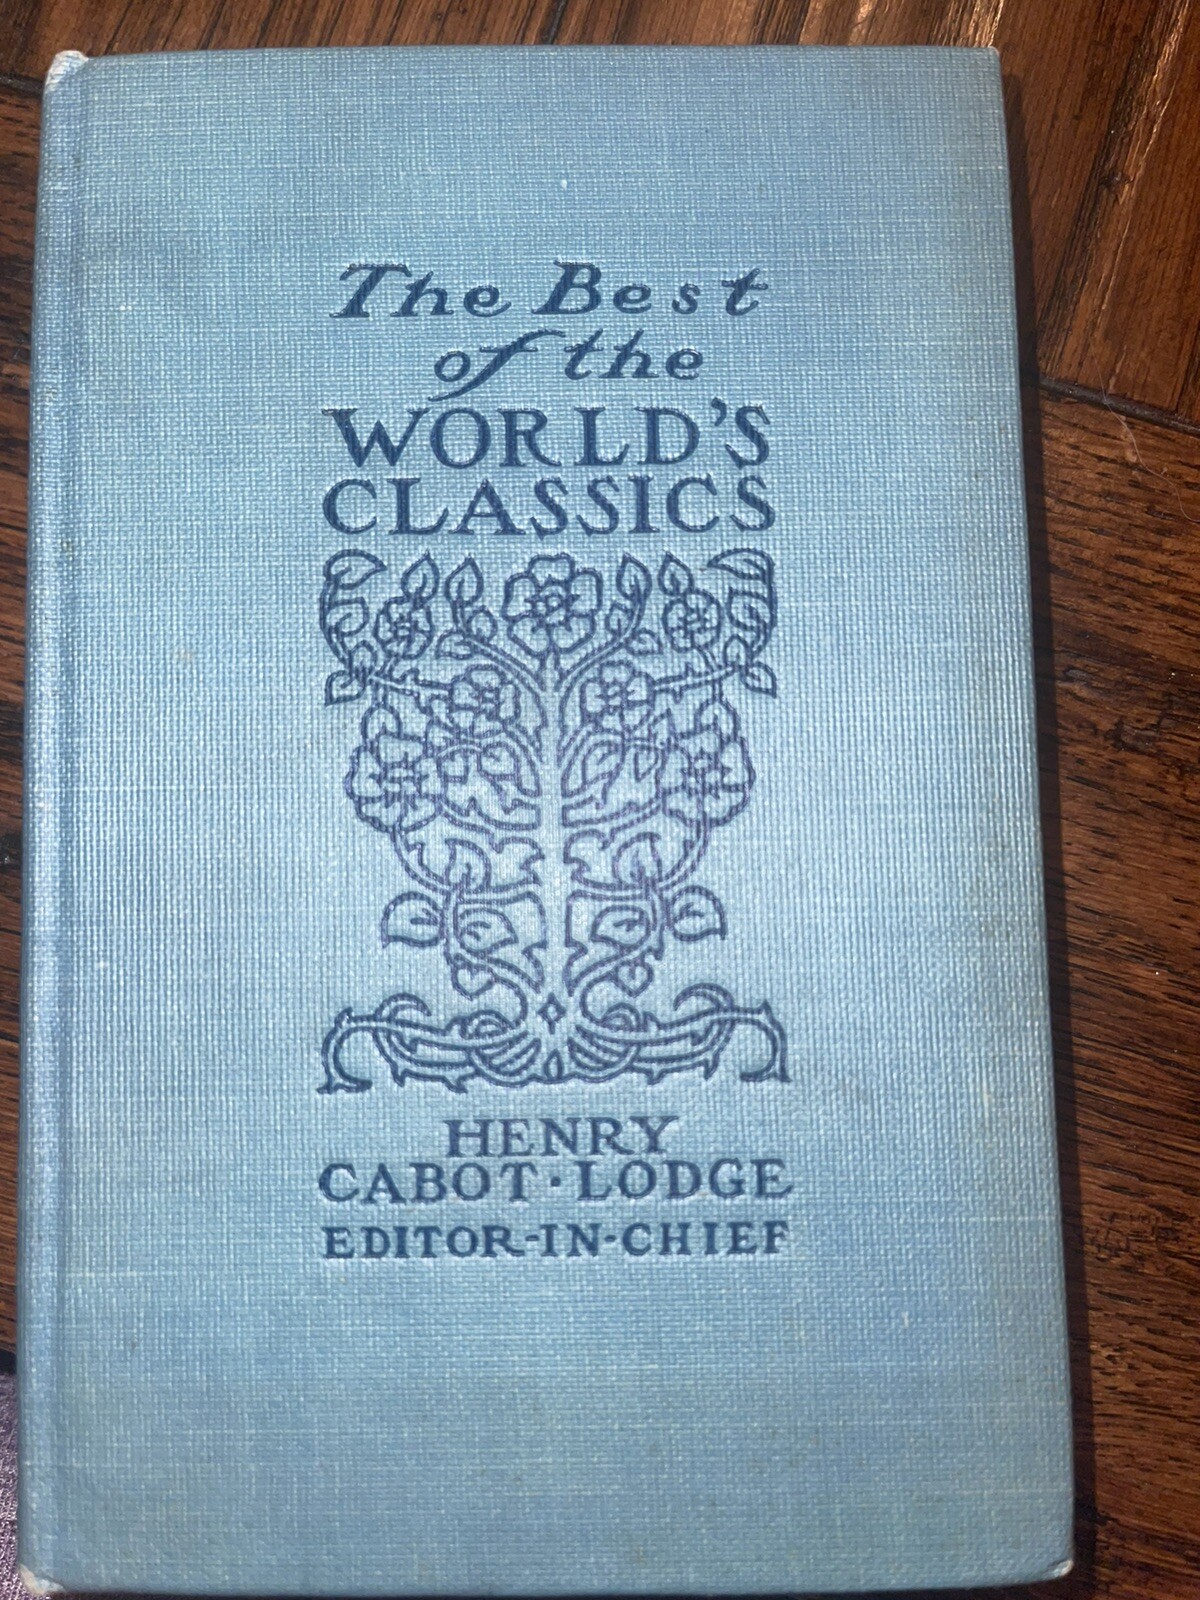 The Best
of the
WORLD'S
CLASSICS
HENRY
CABOT·LODGE
EDITOR-IN-CHIEF